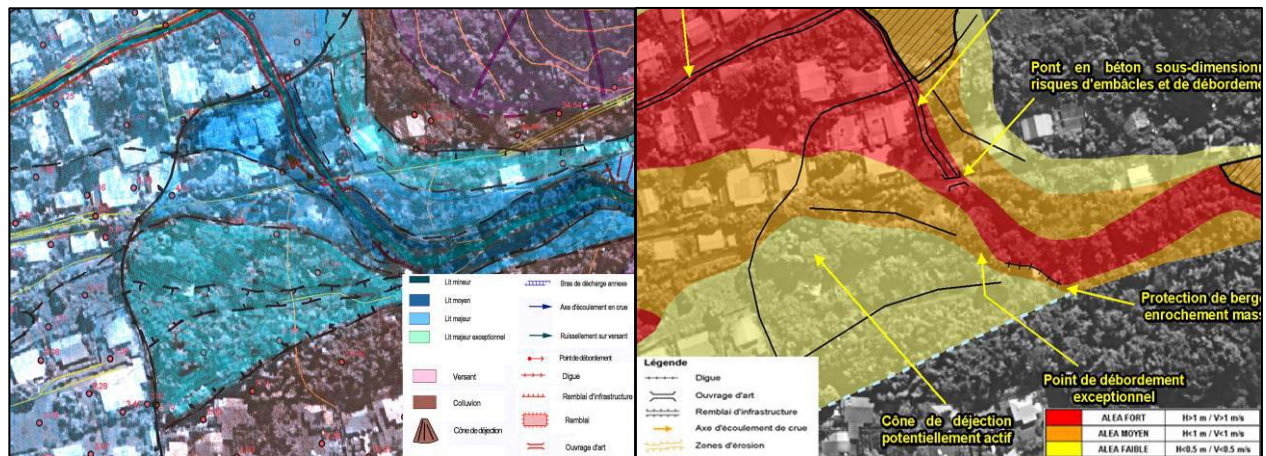 Lit mineur
Lit moyen
Lit majeur
Lit majeur exceptionnel
Versant
Colluvion
Cône de déjection
Bras de décharge annexe
Axe d'écoulement en crue
Ruissellement sur versant
Point de débordement
Digue
Remblai d'infrastructure
Remblai
Ouvrage d'art
Pont en béton sous-dimension
risques d'embâcles et de débordeme
Protection de berge
enrochement mass
Point de débordement
exceptionnel
Cône de déjection
potentiellement actif
Légende
Digue
Ouvrage d'art
Remblai d'infrastructure
Axe d'écoulement de crue
Zones d'érosion
ALEA FORT H>1 m / V>1 m/s
ALEA MOYEN H<1 m / V<1 m/s
ALEA FAIBLE H<0.5 m / V<0.5 m/s